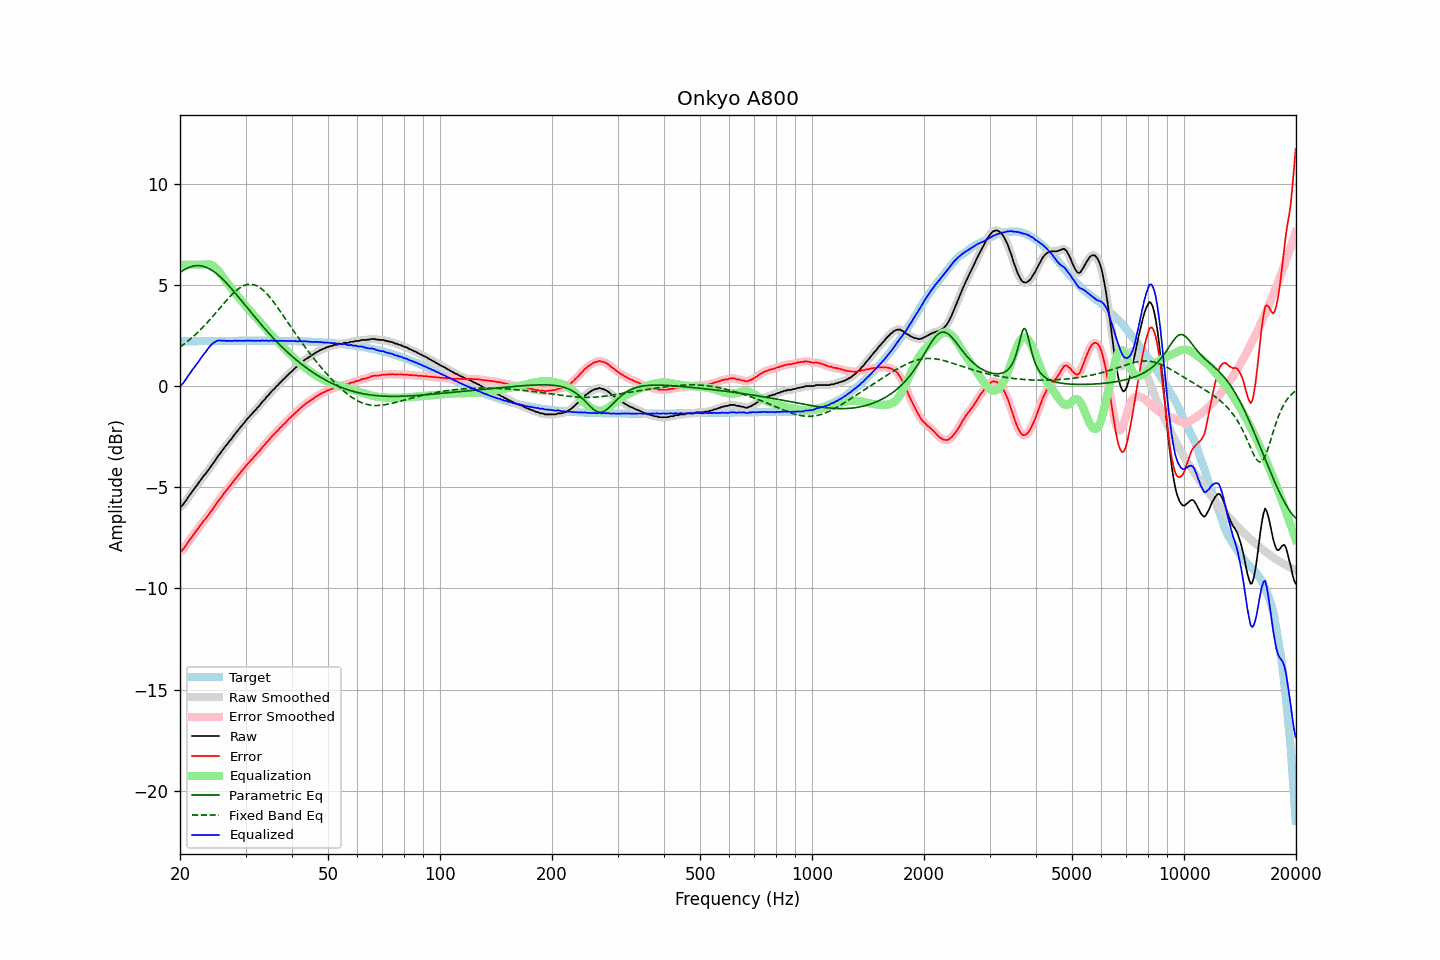 Onkyo A800
Amplitude (dBr)
10
5
0
−5
−10
−15
−20
Target
Raw Smoothed
Error Smoothed
Raw
Error
Equalization
Parametric Eq
Fixed Band Eq
Equalized
20 50 100 200 500 1000 2000 5000 10000 20000
Frequency (Hz)